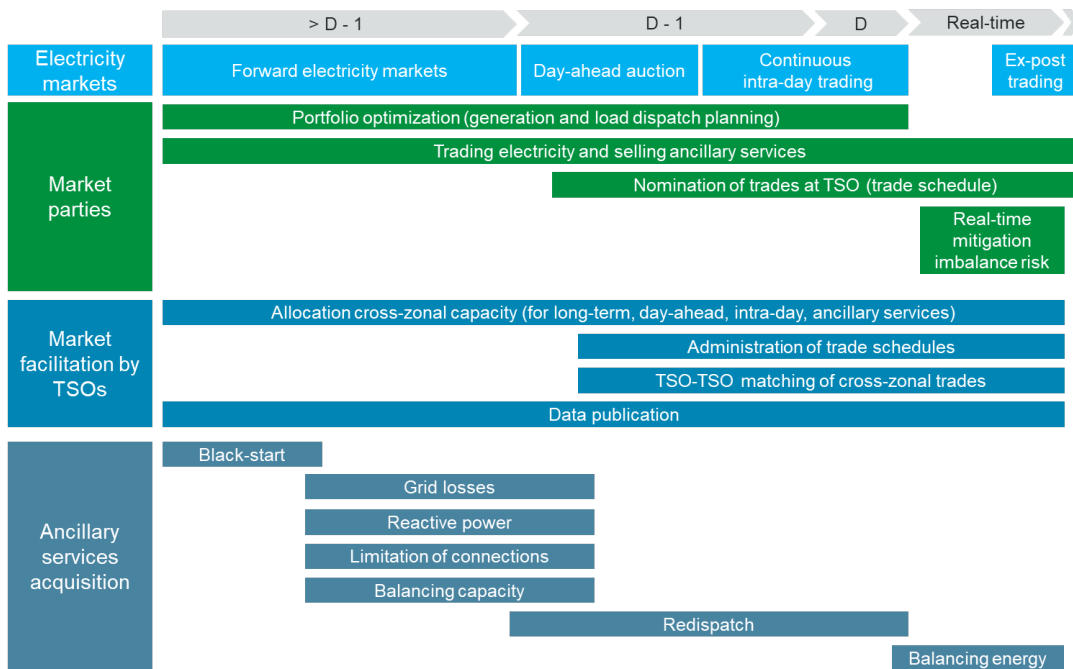 > D - 1
D - 1
D
Real-time
Electricity
markets
Forward electricity markets
Day-ahead auction
Continuous
intra-day trading
Ex-post
trading
Market
parties
Portfolio optimization (generation and load dispatch planning)
Trading electricity and selling ancillary services
Nomination of trades at TSO (trade schedule)
Real-time
mitigation
imbalance risk
Market
facilitation by
TSOs
Allocation cross-zonal capacity (for long-term, day-ahead, intra-day, ancillary services)
Administration of trade schedules
TSO-TSO matching of cross-zonal trades
Data publication
Ancillary
services
acquisition
Black-start
Grid losses
Reactive power
Limitation of connections
Balancing capacity
Redispatch
Balancing energy